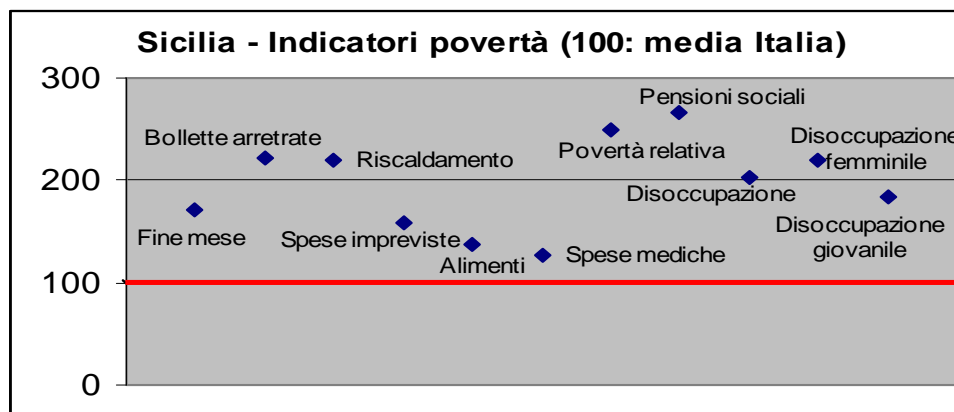 Sicilia - Indicatori povertà (100: media Italia)
300
200
100
0
Fine mese
Bollette arretrate
Riscaldamento
Spese impreviste
Alimenti
Spese mediche
Povertà relativa
Pensioni sociali
Disoccupazione
Disoccupazione
femminile
Disoccupazione
giovanile